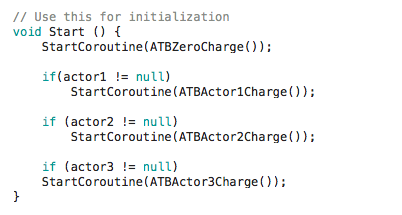 // Use this for initialization
void Start () {
    StartCoroutine(ATBZeroCharge());

    if(actor1 != null)
        StartCoroutine(ATBActor1Charge());

    if (actor2 != null)
        StartCoroutine(ATBActor2Charge());

    if (actor3 != null)
    StartCoroutine(ATBActor3Charge());
}